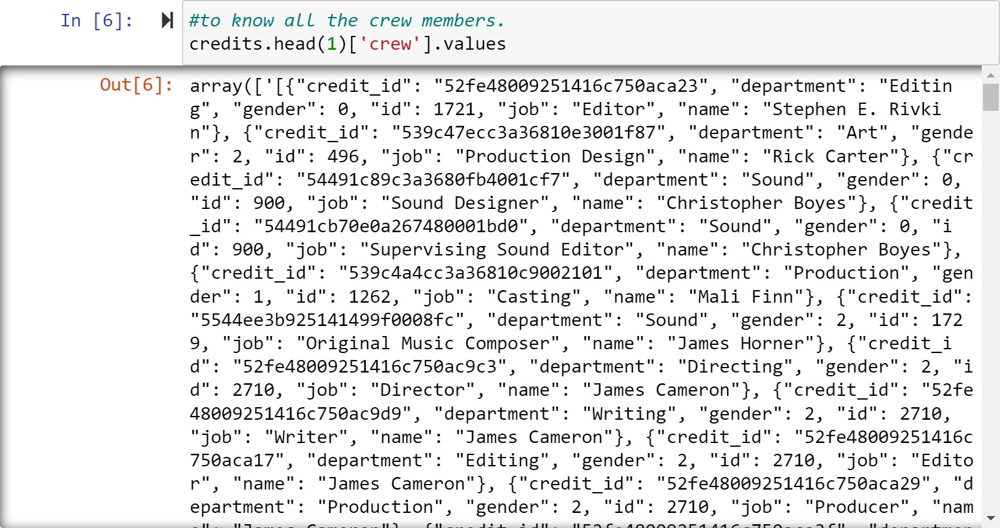 In [6]: #to know all the crew members.
credits.head(1)['crew'].values
Out[6]: array(['[{"credit_id": "52fe48009251416c750aca23", "department": "Editin
g", "gender": 0, "id": 1721, "job": "Editor", "name": "Stephen E. Rivki
n"}, {"credit_id": "539c47ecc3a36810e3001f87", "department": "Art", "gende
r": 2, "id": 496, "job": "Production Design", "name": "Rick Carter"}, {"cr
edit_id": "54491c89c3a3680fb4001cf7", "department": "Sound", "gender": 0,
"id": 900, "job": "Sound Designer", "name": "Christopher Boyes"}, {"credit
_id": "54491cb70e0a267480001bd0", "department": "Sound", "gender": 0, "i
d": 900, "job": "Supervising Sound Editor", "name": "Christopher Boyes"},
{"credit_id": "539c4a4cc3a36810c9002101", "department": "Production", "gen
der": 1, "id": 1262, "job": "Casting", "name": "Mali Finn"}, {"credit_id":
"5544ee3b925141499f0008fc", "department": "Sound", "gender": 2, "id": 172
9, "job": "Original Music Composer", "name": "James Horner"}, {"credit_i
d": "52fe48009251416c750ac9c3", "department": "Directing", "gender": 2, "i
d": 2710, "job": "Director", "name": "James Cameron"}, {"credit_id": "52fe
48009251416c750ac9d9", "department": "Writing", "gender": 2, "id": 2710,
"job": "Writer", "name": "James Cameron"}, {"credit_id": "52fe48009251416c
750aca17", "department": "Editing", "gender": 2, "id": 2710, "job": "Edito
r", "name": "James Cameron"}, {"credit_id": "52fe48009251416c750aca29", "d
epartment": "Production", "gender": 2, "id": 2710, "job": "Producer", "nam